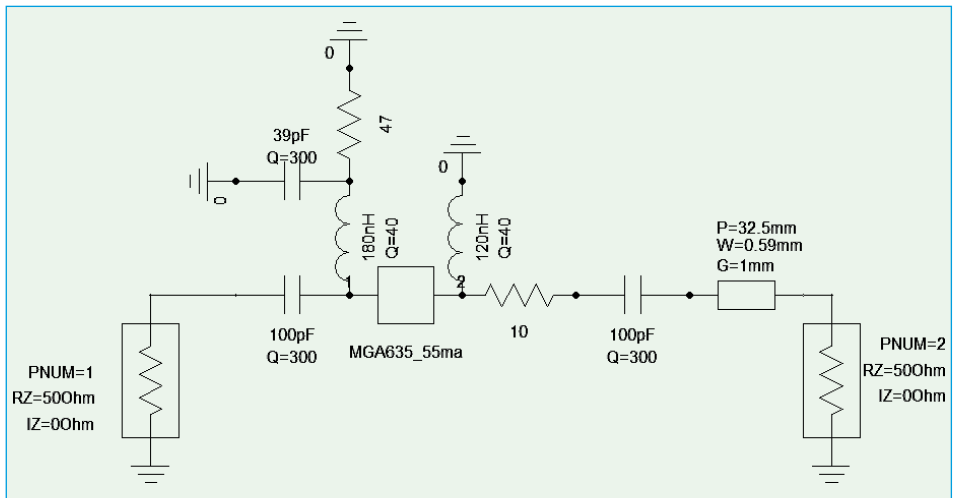 0
47
39pF
Q=300
0
0
180nH
Q=40
120nH
Q=40
P=32.5mm
W=0.59mm
G=1mm
1
2
100pF
Q=300
MGA635_55ma
10
100pF
Q=300
PNUM=1
RZ=50Ohm
IZ=0Ohm
PNUM=2
RZ=50Ohm
IZ=0Ohm